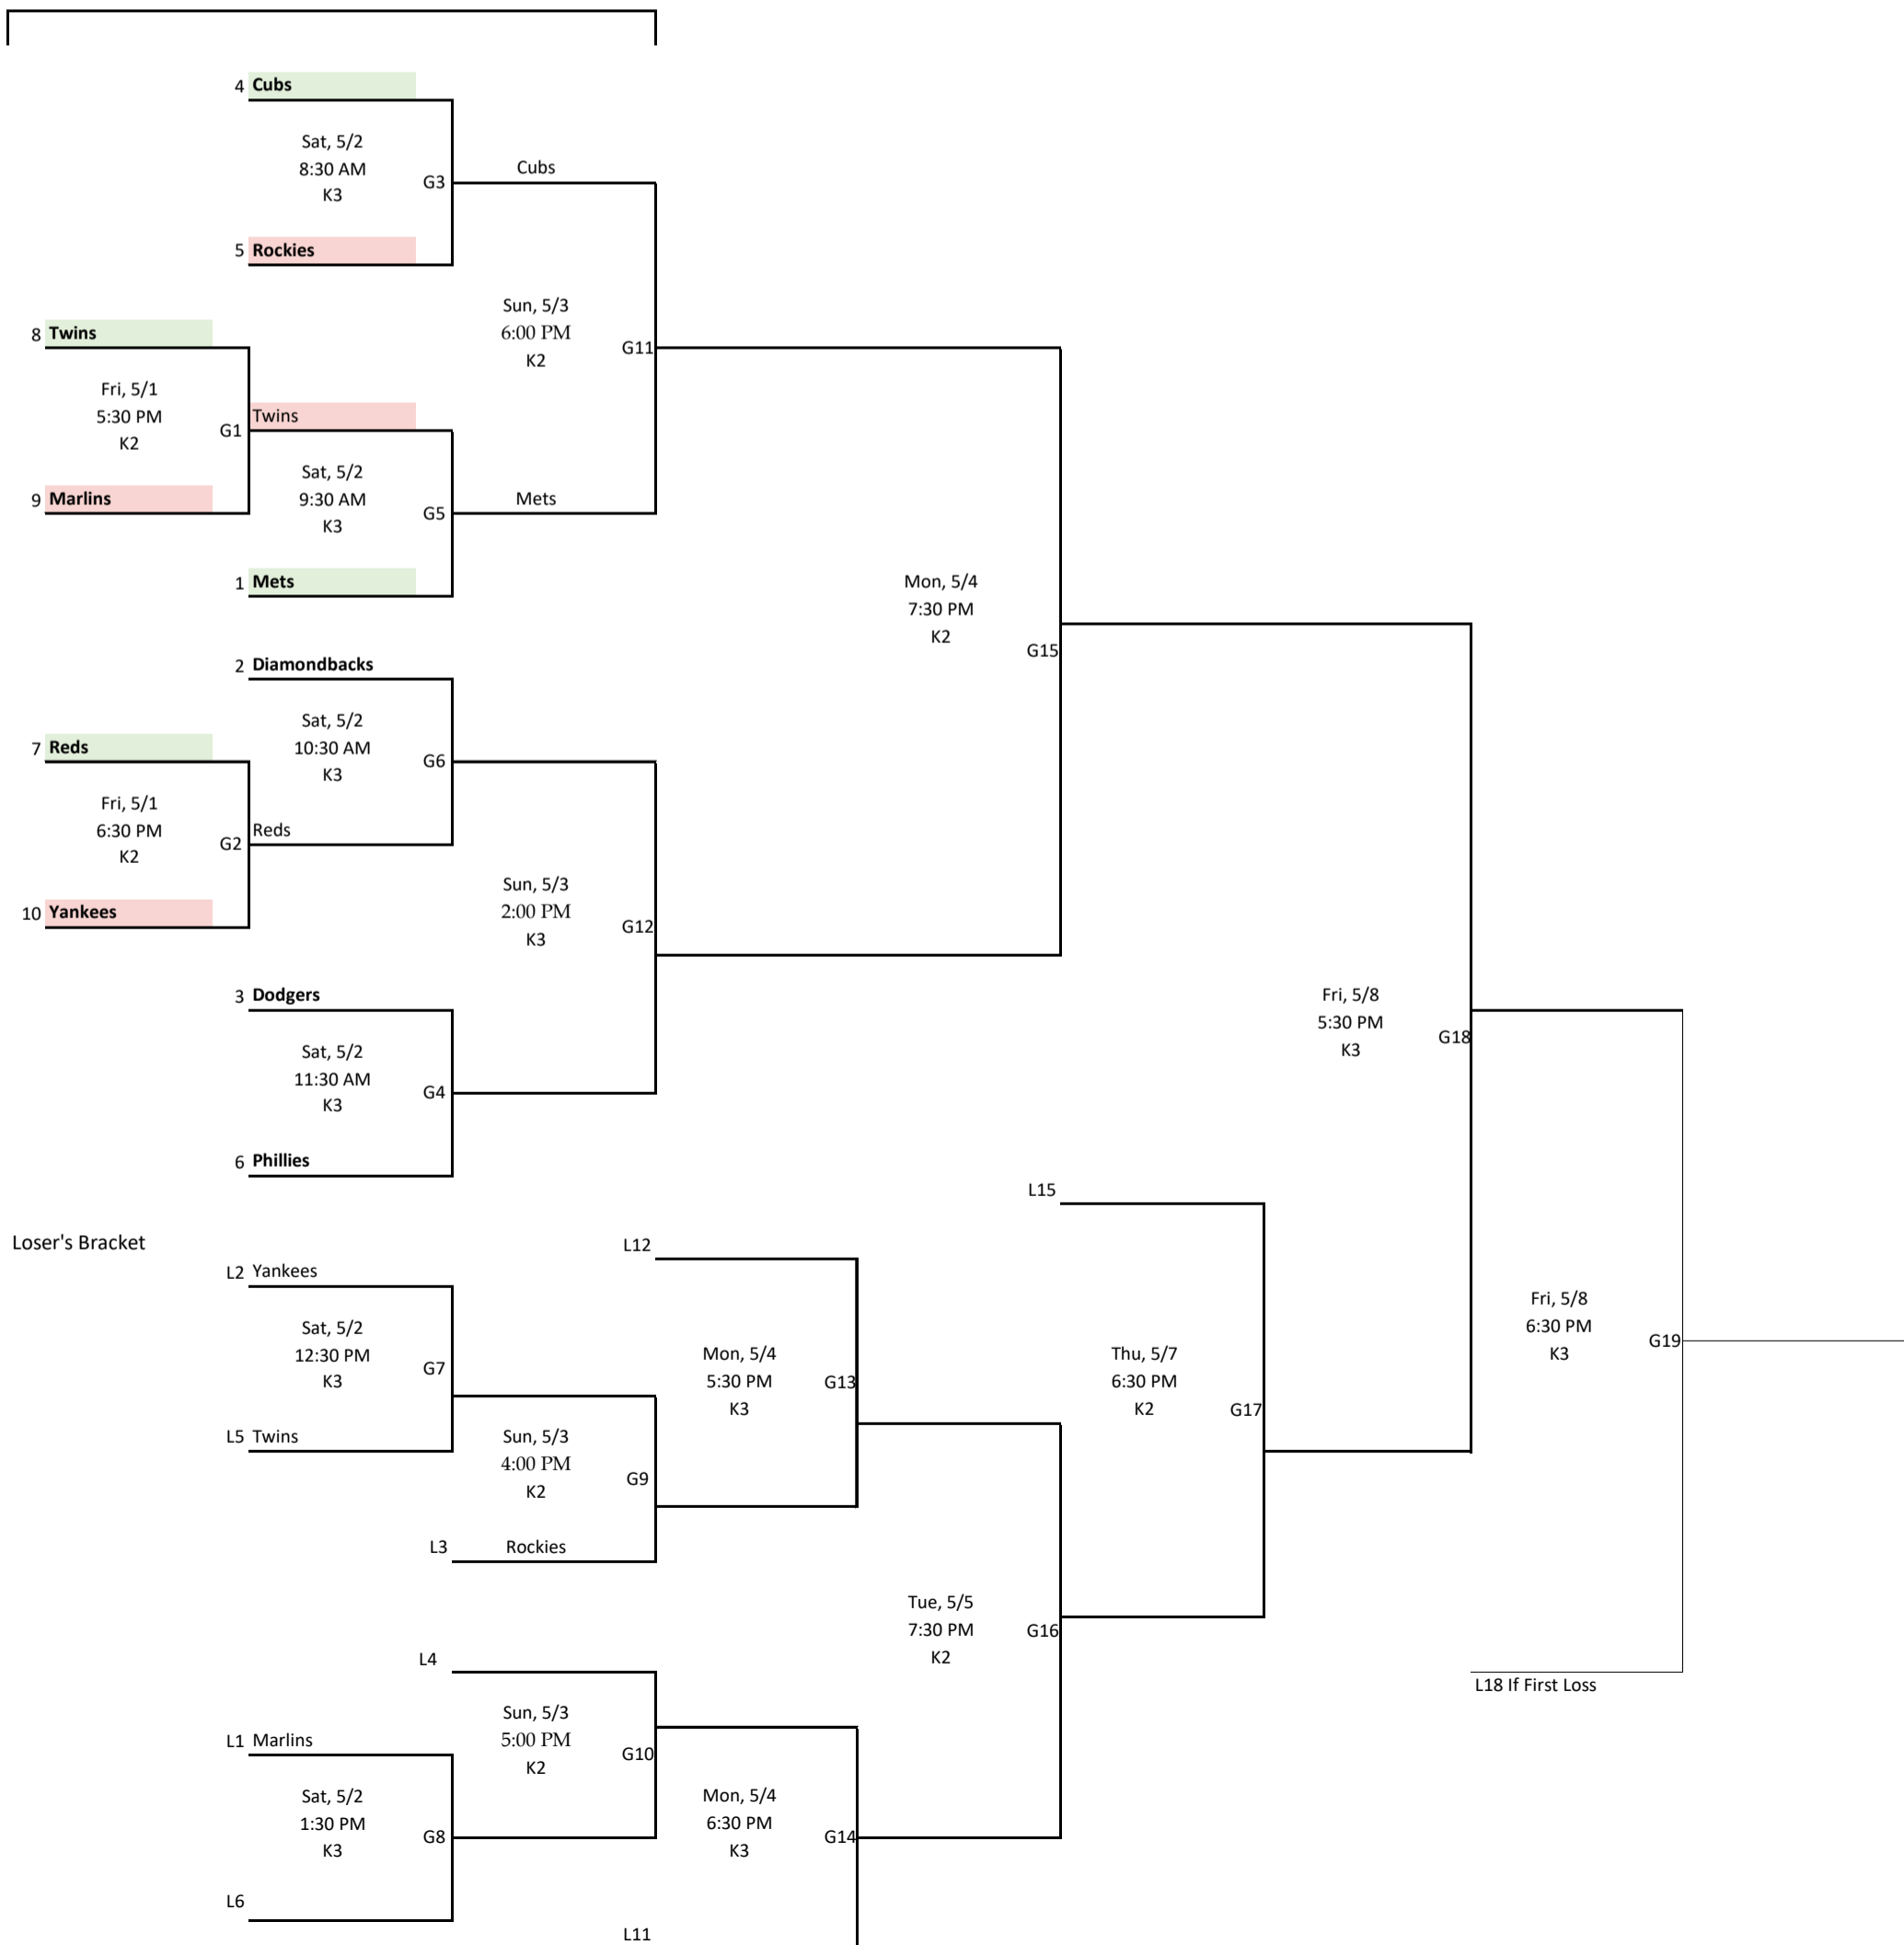 4 Cubs
Sat, 5/2
8:30 AM
K3
G3
Cubs
5 Rockies
Sun, 5/3
6:00 PM
K2
G11
8 Twins
Fri, 5/1
5:30 PM
K2
G1
Twins
9 Marlins
Sat, 5/2
9:30 AM
K3
G5
Mets
1 Mets
Mon, 5/4
7:30 PM
K2
G15
2 Diamondbacks
Sat, 5/2
10:30 AM
K3
G6
7 Reds
Fri, 5/1
6:30 PM
K2
G2
Reds
10 Yankees
Sun, 5/3
2:00 PM
K3
G12
3 Dodgers
Sat, 5/2
11:30 AM
K3
G4
6 Phillies
Fri, 5/8
5:30 PM
K3
G18
Loser's Bracket
L2 Yankees
Sat, 5/2
12:30 PM
K3
G7
L5 Twins
Sun, 5/3
4:00 PM
K2
G9
L3 Rockies
L12
Mon, 5/4
5:30 PM
K3
G13
L15
Thu, 5/7
6:30 PM
K2
G17
Fri, 5/8
6:30 PM
K3
G19
Tue, 5/5
7:30 PM
K2
G16
L18 If First Loss
L4
Sun, 5/3
5:00 PM
K2
G10
L1 Marlins
Sat, 5/2
1:30 PM
K3
G8
L6
Mon, 5/4
6:30 PM
K3
G14
L11